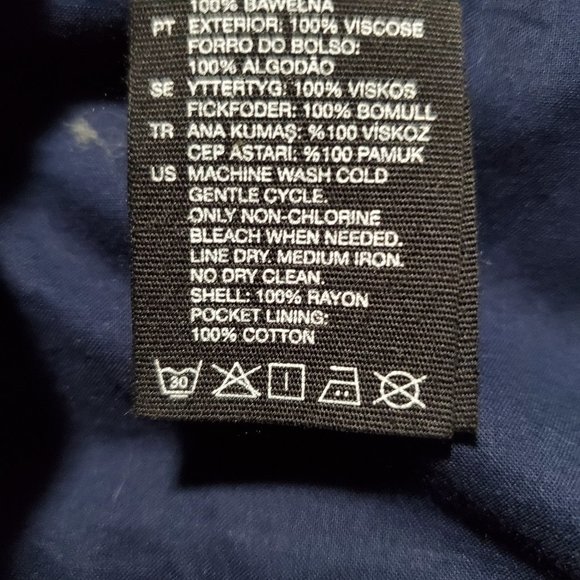 100% BAWEŁNA
PT EXTERIOR: 100% VISCOSE
FORRO DO BOLSO:
100% ALGODÃO
SE YTTERTYG: 100% VISKOS
FICKFODER: 100% BOMULL
TR ANA KUMAŞ: %100 VİSKOZ
CEP ASTARI: %100 PAMUK
US MACHINE WASH COLD
GENTLE CYCLE.
ONLY NON-CHLORINE
BLEACH WHEN NEEDED.
LINE DRY. MEDIUM IRON.
NO DRY CLEAN.
SHELL: 100% RAYON
POCKET LINING:
100% COTTON
30